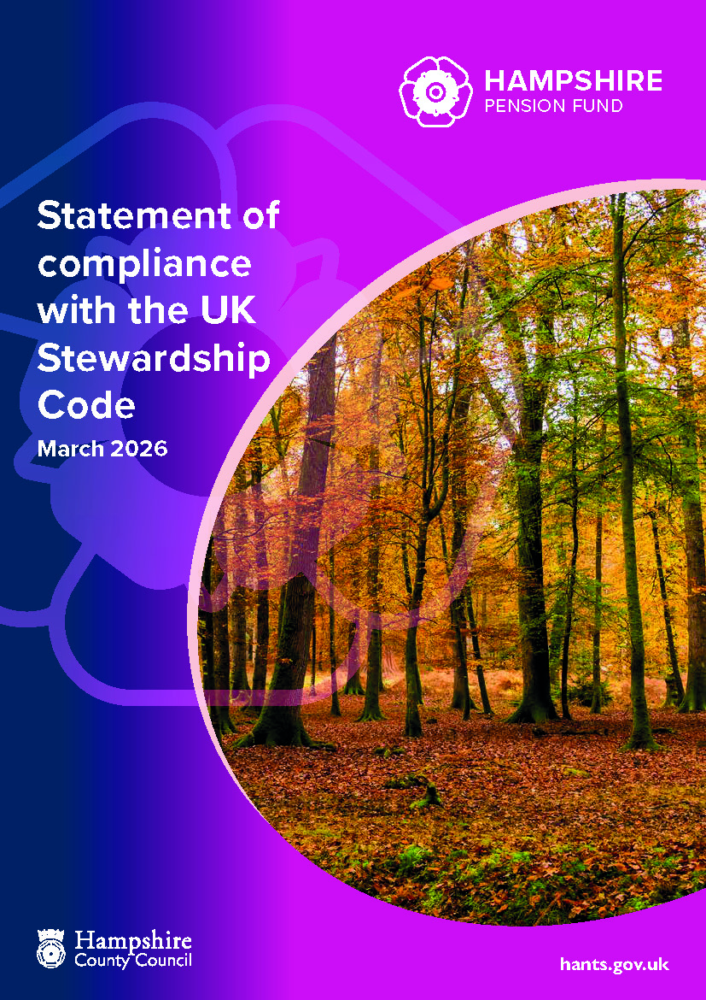 HAMPSHIRE
PENSION FUND
Statement of
compliance
with the UK
Stewardship
Code
March 2026
Hampshire
County Council
hants.gov.uk